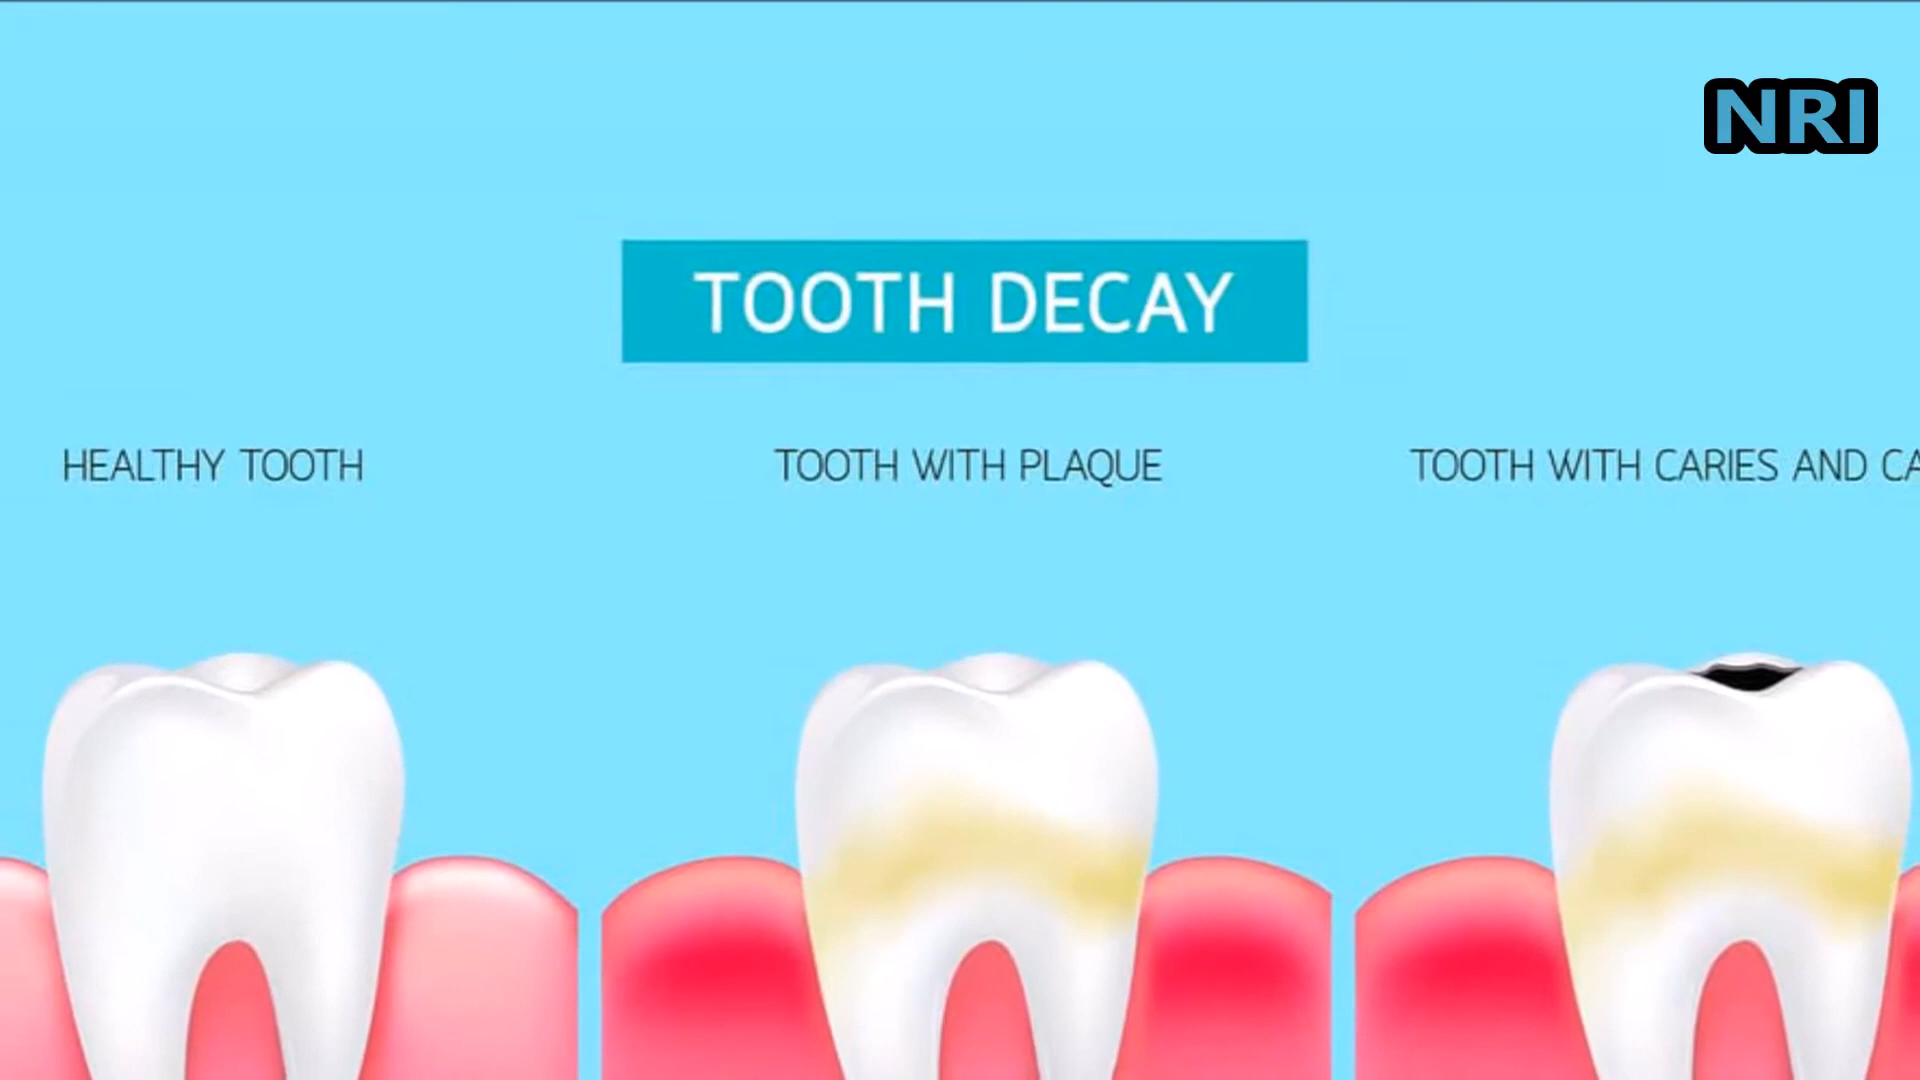 NRI
TOOTH DECAY
HEALTHY TOOTH
TOOTH WITH PLAQUE
TOOTH WITH CARIES AND